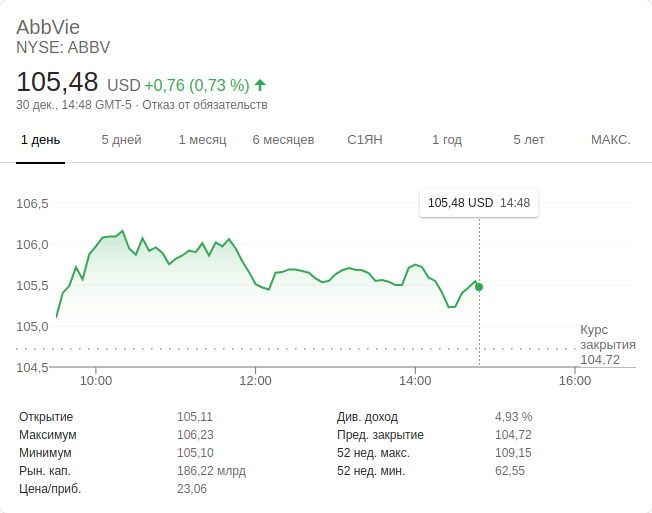 AbbVie
NYSE: ABBV
105,48 USD +0,76 (0,73 %)
30 дек., 14:48 GMT-5 · Отказ от обязательств
1 день 5 дней 1 месяц 6 месяцев С1ЯН 1 год 5 лет МАКС.
105,48 USD 14:48
106,5
106,0
105,5
105,0
104,5
Курс
закрытия
104,72
10:00 12:00 14:00 16:00
Открытие 105,11 Див. доход 4,93 %
Максимум 106,23 Пред. закрытие 104,72
Минимум 105,10 52 нед. макс. 109,15
Рын. кап. 186,22 млрд 52 нед. мин. 62,55
Цена/приб. 23,06